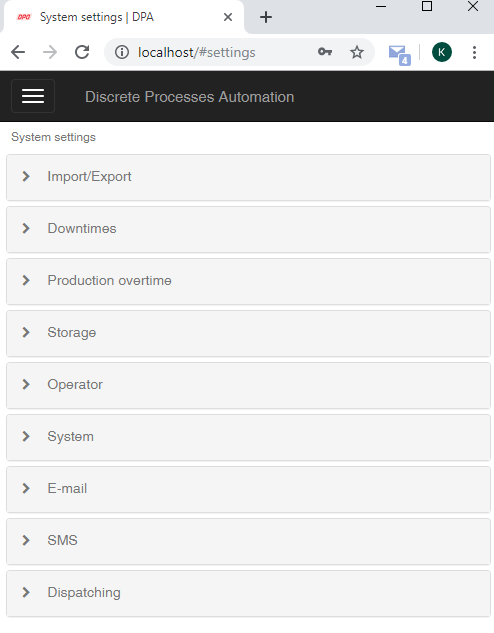 DPA System settings | DPA
localhost/#settings
4
K
Discrete Processes Automation
System settings
Import/Export
Downtimes
Production overtime
Storage
Operator
System
E-mail
SMS
Dispatching